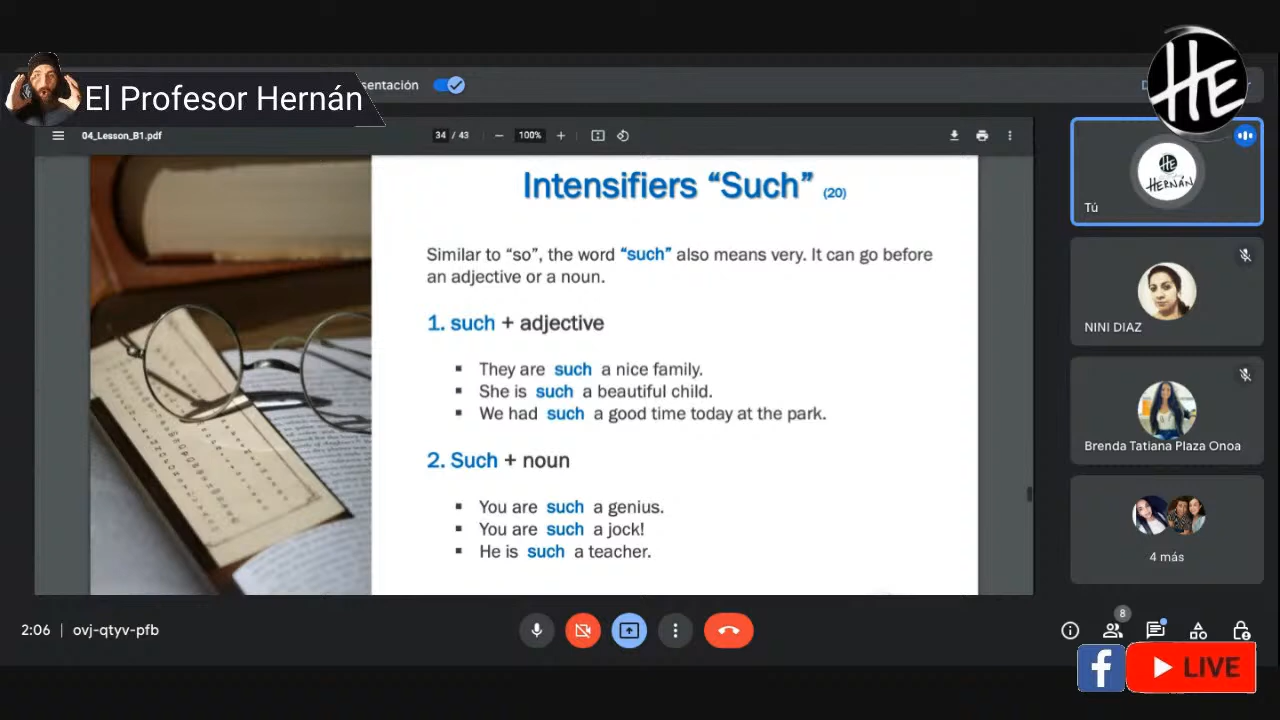 El Profesor Hernán
sentación
HE
04_Lesson_B1.pdf
34 / 43
100%
Intensifiers “Such” (20)
Similar to “so”, the word “such” also means very. It can go before
an adjective or a noun.
1. such + adjective
▪ They are such a nice family.
▪ She is such a beautiful child.
▪ We had such a good time today at the park.
2. Such + noun
▪ You are such a genius.
▪ You are such a jock!
▪ He is such a teacher.
HE
HERNÁN
Tú
NINI DIAZ
Brenda Tatiana Plaza Onoa
4 más
2:06 | ovj-qtyv-pfb
8
f
LIVE